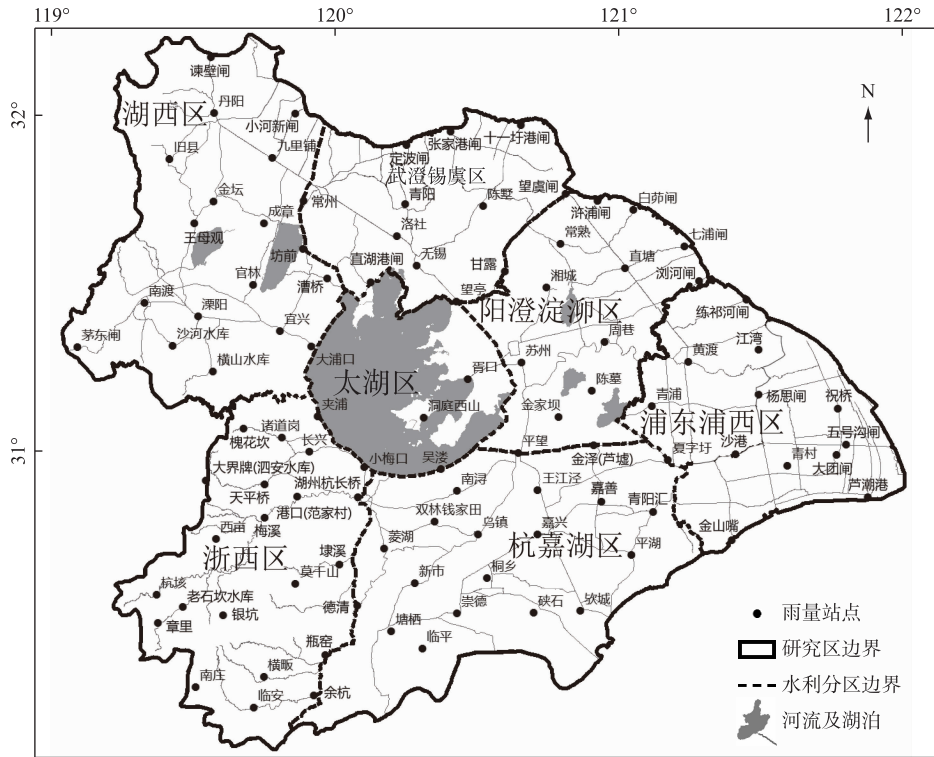 119°
120°
121°
122°
32°
31°
N
谏壁闸
丹阳
湖西区
小河新闸
旧县
九里铺
金坛
成章
常州
王母观
坊前
官林
漕桥
南渡
溧阳
宜兴
茅东闸
沙河水库
横山水库
大浦口
定波闸
张家港闸
十一圩港闸
武澄锡虞区
青阳
陈墅
望虞闸
洛社
无锡
直湖港闸
甘露
望亭
浒浦闸
白茆闸
常熟
七浦闸
直塘
湘城
浏河闸
阳澄淀泖区
周巷
苏州
陈墓
金家坝
平望
练祁河闸
江湾
黄渡
青浦
杨思闸
祝桥
浦东浦西区
五号沟闸
夏字圩
沙港
青村
大团闸
芦潮港
金山嘴
太湖区
胥口
洞庭西山
夹浦
小梅口
吴溇
金泽(芦墟)
诸道岗
槐花坎
长兴
大界牌(泗安水库)
天平桥
湖州杭长桥
港口(范家村)
西亩
梅溪
浙西区
埭溪
莫干山
杭垓
老石坎水库
银坑
章里
德清
瓶窑
南庄
横畈
临安
余杭
南浔
王江泾
嘉善
青阳汇
双林钱家田
乌镇
嘉兴
菱湖
杭嘉湖区
平湖
新市
桐乡
崇德
硖石
欤城
塘栖
临平
雨量站点
研究区边界
水利分区边界
河流及湖泊